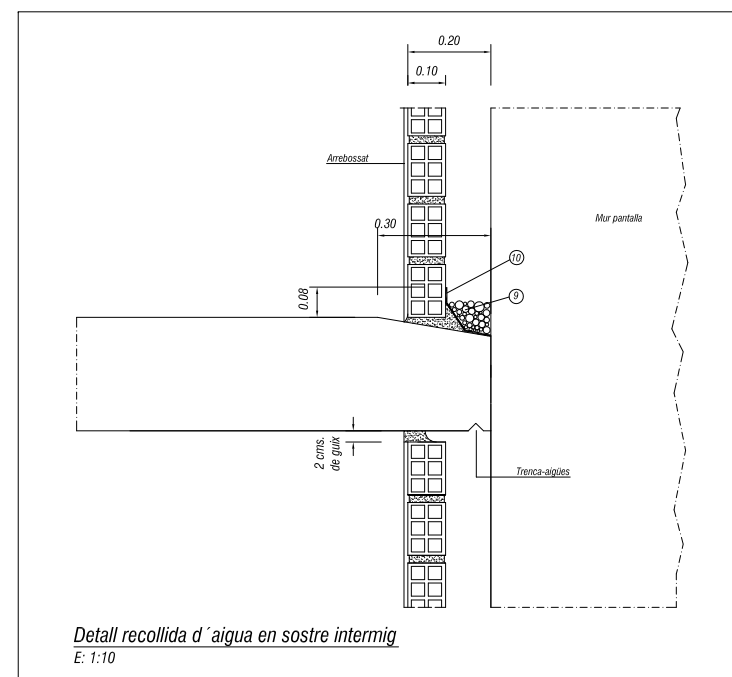 0.20
0.10
Arrebossat
Mur pantalla
0.30
10
9
0.08
2 cms.
de guix
Trenca-aigües
Detall recollida d´aigua en sostre intermig
E: 1:10